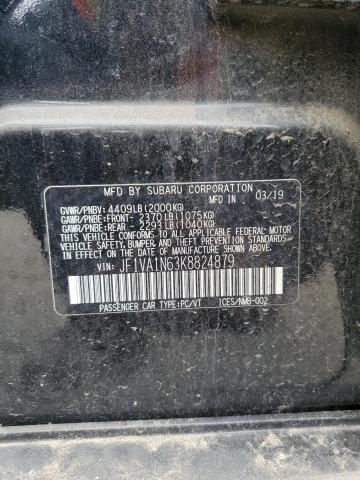 MFD BY SUBARU CORPORATION
MFD IN 03/19
GVWR/PNBV: 4409LB(2000KG)
GAWR/PNBE:FRONT- 2370LB(1075KG)
GAWR/PNBE:REAR- 2293LB(1040KG)
THIS VEHICLE CONFORMS TO ALL APPLICABLE FEDERAL MOTOR
VEHICLE SAFETY, BUMPER, AND THEFT PREVENTION STANDARDS
IN EFFECT ON THE DATE OF MANUFACTURE SHOWN ABOVE.
VIN: JF1VA1NG3K8824879
PASSENGER CAR TYPE:PC/VT ICES/NMB-002